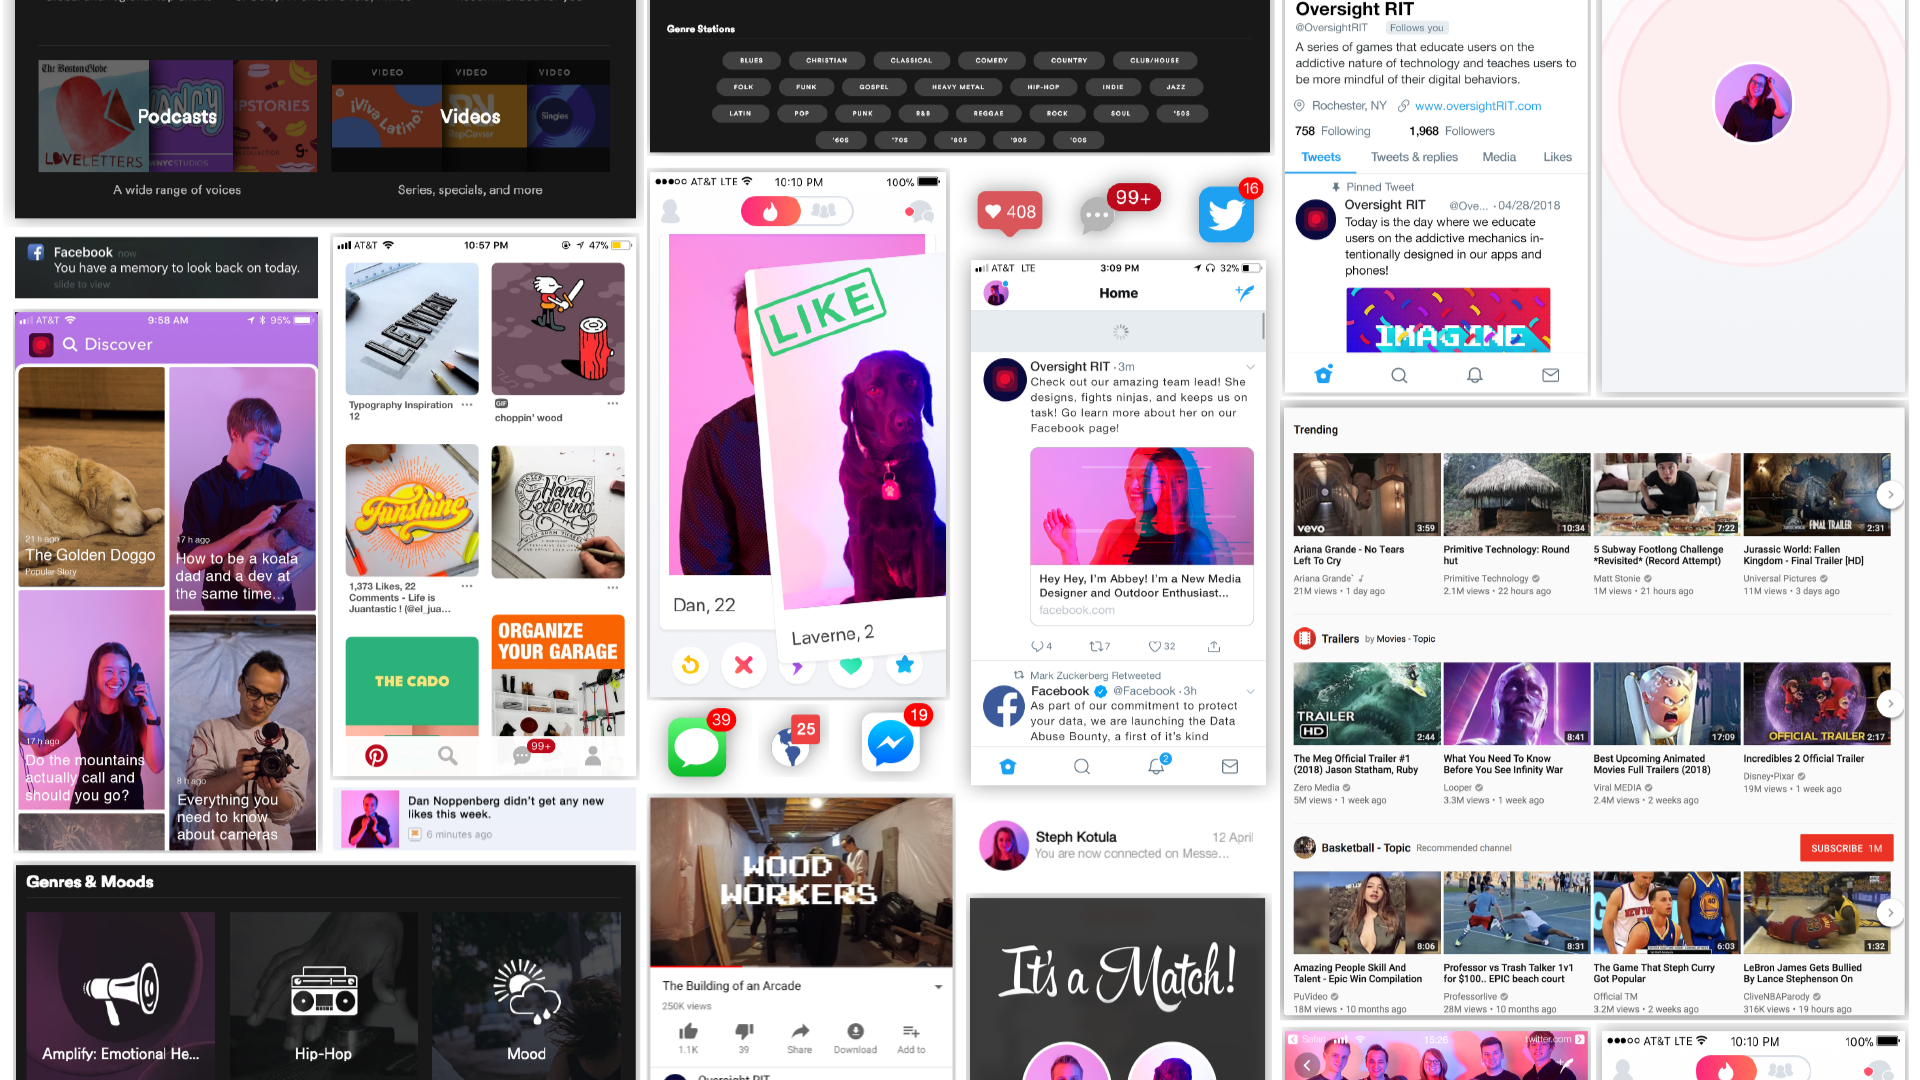 The Boston Globe
Podcasts
LOVELETTERS
WNYCSTUDIOS
A wide range of voices
VIDEO
VIDEO
VIDEO
¡Viva Latino!
Videos
RapCaviar
Singles
Series, specials, and more
Facebook now
You have a memory to look back on today.
slide to view
AT&T 9:58 AM 95%
Discover
21 h ago
The Golden Doggo
Popular Story
17 h ago
How to be a koala
dad and a dev at
the same time...
17 h ago
Do the mountains
actually call and
should you go?
8 h ago
Everything you
need to know
about cameras
AT&T 10:57 PM 47%
LEVITATE
Typography Inspiration
12
GIF
choppin' wood
Funshine
1,373 Likes, 22
Comments - Life is
Juantastic ! (@el_jua...
Hand
Lettering
THE CADO
ORGANIZE
YOUR GARAGE
99+
Dan Noppenberg didn't get any new
likes this week.
6 minutes ago
Genres & Moods
Amplify: Emotional He...
Hip-Hop
Mood
Genre Stations
BLUES CHRISTIAN CLASSICAL COMEDY COUNTRY CLUB/HOUSE
FOLK FUNK GOSPEL HEAVY METAL HIP-HOP INDIE JAZZ
LATIN POP PUNK R&B REGGAE ROCK SOUL '50S
'60S '70S '80S '90S '00S
AT&T LTE 10:10 PM 100%
LIKE
Dan, 22
Laverne, 2
39
25
19
WOOD
WORKERS
The Building of an Arcade
250K views
1.1K 39 Share Download Add to
Oversight RIT
408
99+
16
AT&T LTE 3:09 PM 32%
Home
Oversight RIT · 3m
Check out our amazing team lead! She
designs, fights ninjas, and keeps us on
task! Go learn more about her on our
Facebook page!
Hey Hey, I'm Abbey! I'm a New Media
Designer and Outdoor Enthusiast...
facebook.com
4 7 32
Mark Zuckerberg Retweeted
Facebook @Facebook · 3h
As part of our commitment to protect
your data, we are launching the Data
Abuse Bounty, a first of it's kind
2
Steph Kotula 12 April
You are now connected on Messe...
It's a Match!
Oversight RIT
@OversightRIT Follows you
A series of games that educate users on the
addictive nature of technology and teaches users to
be more mindful of their digital behaviors.
Rochester, NY www.oversightRIT.com
758 Following 1,968 Followers
Tweets Tweets & replies Media Likes
Pinned Tweet
Oversight RIT @Ove... · 04/28/2018
Today is the day where we educate
users on the addictive mechanics in-
tentionally designed in our apps and
phones!
IMAGINE
Trending
vevo 3:59
10:34
7:22
FINAL TRAILER 2:31
Ariana Grande - No Tears
Left To Cry
Ariana Grande
21M views • 1 day ago
Primitive Technology: Round
hut
Primitive Technology
2.1M views • 22 hours ago
5 Subway Footlong Challenge
*Revisited* (Record Attempt)
Matt Stonie
1M views • 21 hours ago
Jurassic World: Fallen
Kingdom - Final Trailer [HD]
Universal Pictures
11M views • 3 days ago
Trailers by Movies - Topic
TRAILER
HD 2:44
8:41
17:09
OFFICIAL TRAILER 2:17
The Meg Official Trailer #1
(2018) Jason Statham, Ruby
Zero Media
5M views • 1 week ago
What You Need To Know
Before You See Infinity War
Looper
3.3M views • 1 week ago
Best Upcoming Animated
Movies Full Trailers (2018)
Viral MEDIA
2.4M views • 2 weeks ago
Incredibles 2 Official Trailer
Disney•Pixar
19M views • 1 week ago
Basketball - Topic Recommended channel
SUBSCRIBE 1M
8:06
8:31
NEW YORK 40 6:03
1:32
Amazing People Skill And
Talent - Epic Win Compilation
PuVideo
18M views • 10 months ago
Professor vs Trash Talker 1v1
for $100.. EPIC beach court
Professorlive
28M views • 10 months ago
The Game That Steph Curry
Got Popular
Official TM
3.2M views • 2 weeks ago
LeBron James Gets Bullied
By Lance Stephenson On
CliveNBAParody
316K views • 19 hours ago
Safari 15:26 twitter.com
AT&T LTE 10:10 PM 100%